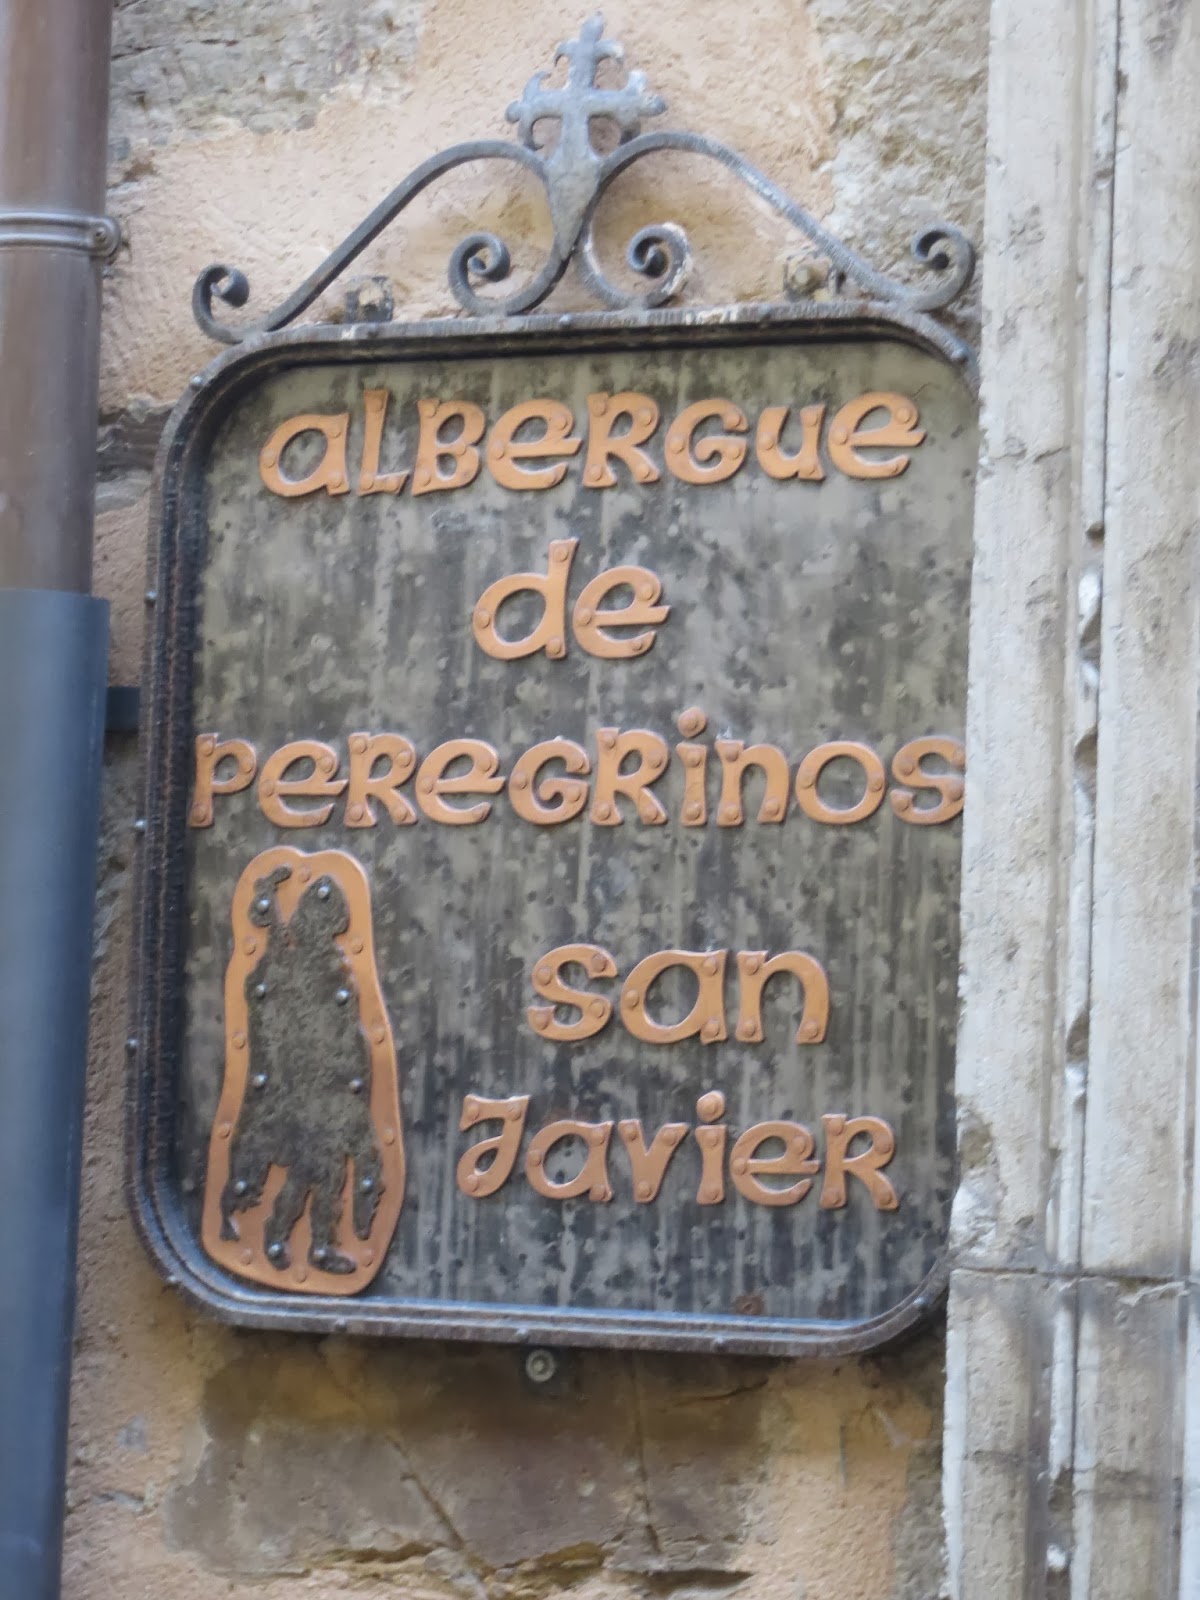 ALBERGUE
de
PEREGRINOS
san
Javier